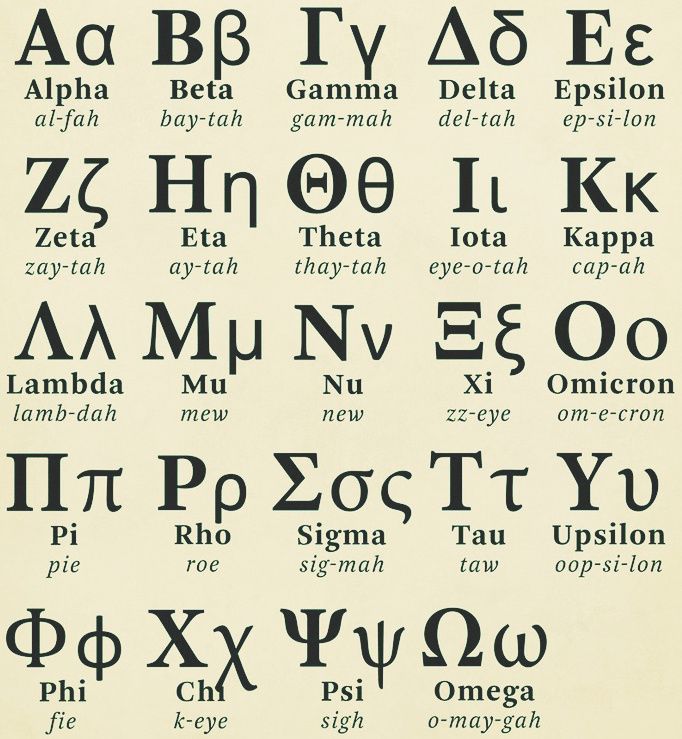 Αα Ββ Γγ Δδ Εε
Alpha Beta Gamma Delta Epsilon
al-fah bay-tah gam-mah del-tah ep-si-lon
Ζζ Ηη Θθ Ιι Κκ
Zeta Eta Theta Iota Kappa
zay-tah ay-tah thay-tah eye-o-tah cap-ah
Λλ Μμ Νν Ξξ Οο
Lambda Mu Nu Xi Omicron
lamb-dah mew new zz-eye om-e-cron
Ππ Ρρ Σσς Ττ Υυ
Pi Rho Sigma Tau Upsilon
pie roe sig-mah taw oop-si-lon
Φφ Χχ Ψψ Ωω
Phi Chi Psi Omega
fie k-eye sigh o-may-gah